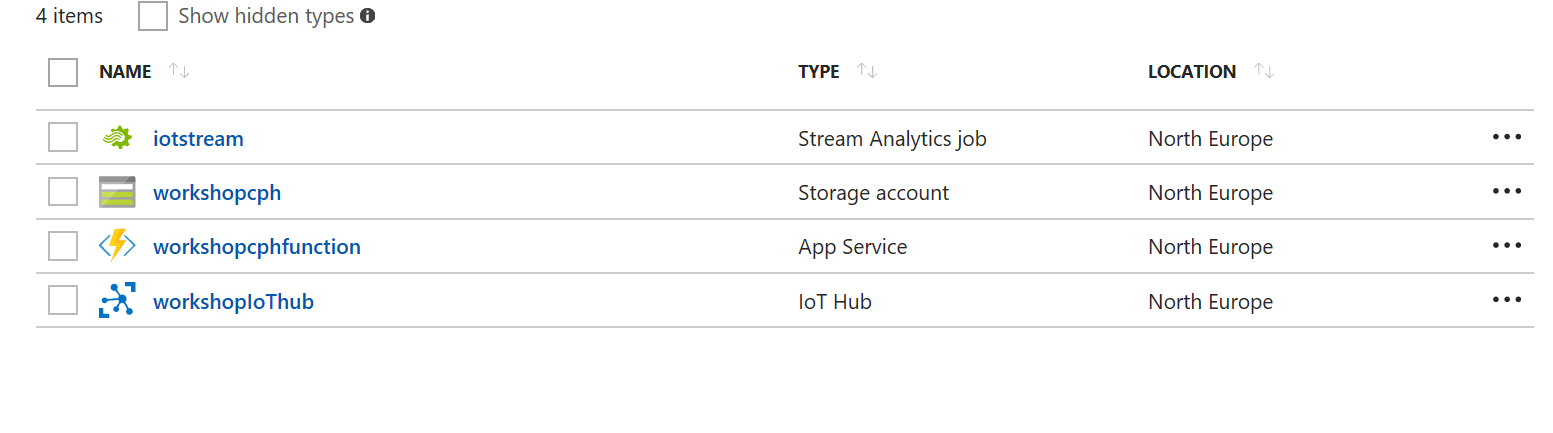 4 items Show hidden types
NAME TYPE LOCATION
iotstream Stream Analytics job North Europe
workshopcph Storage account North Europe
workshopcphfunction App Service North Europe
workshopIoThub IoT Hub North Europe